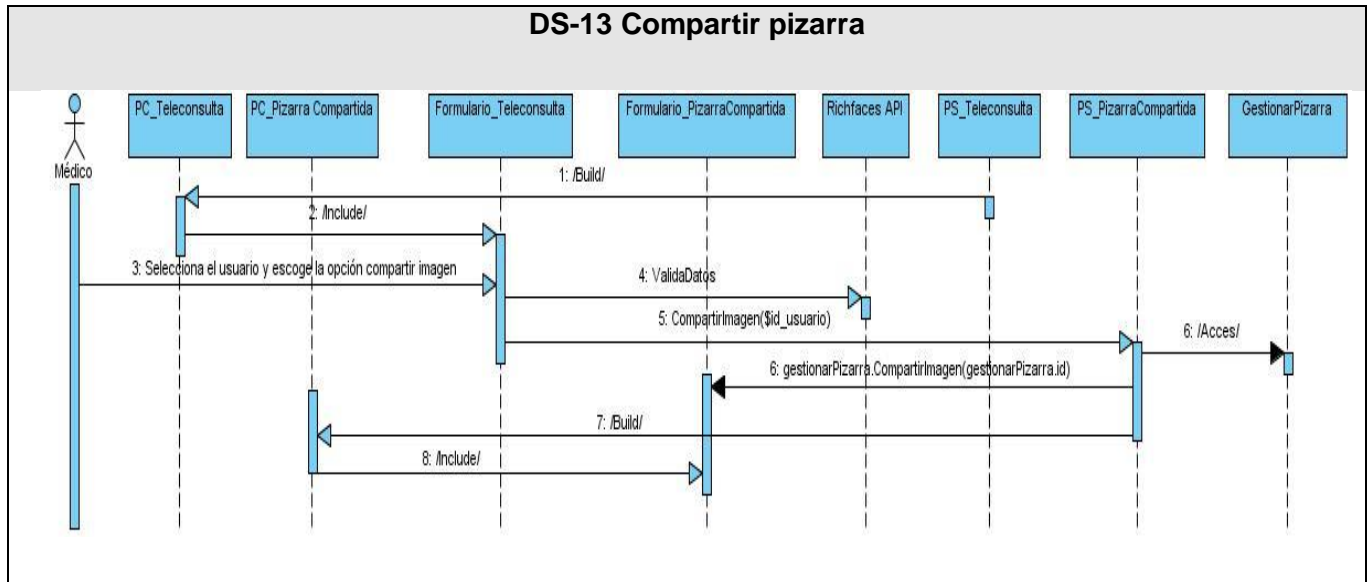 DS-13 Compartir pizarra
Médico
PC_Teleconsulta
PC_Pizarra Compartida
Formulario_Teleconsulta
Formulario_PizarraCompartida
Richfaces API
PS_Teleconsulta
PS_PizarraCompartida
GestionarPizarra
1: /Build/
2: /Include/
3: Selecciona el usuario y escoge la opción compartir imagen
4: ValidaDatos
5: CompartirImagen($id_usuario)
6: /Acces/
6: gestionarPizarra.CompartirImagen(gestionarPizarra.id)
7: /Build/
8: /Include/